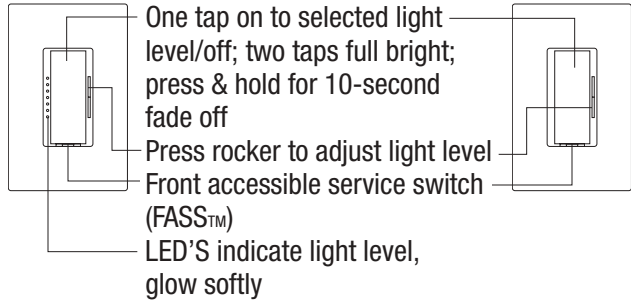 One tap on to selected light
level/off; two taps full bright;
press & hold for 10-second
fade off
Press rocker to adjust light level
Front accessible service switch
(FASS™)
LED'S indicate light level,
glow softly